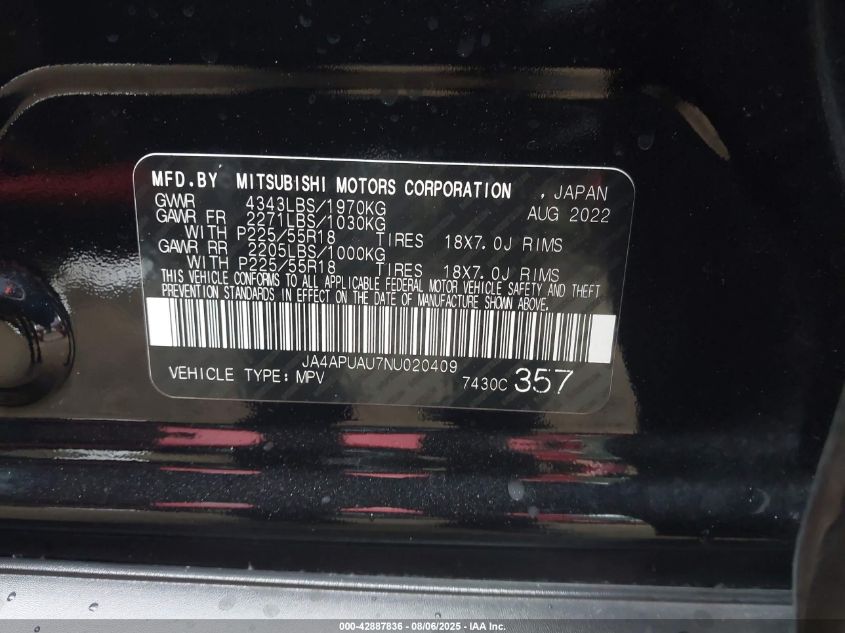 MFD.BY MITSUBISHI MOTORS CORPORATION , JAPAN
GVWR 4343LBS/1970KG AUG 2022
GAWR FR 2271LBS/1030KG
WITH P225/55R18 TIRES 18X7.0J RIMS
GAWR RR 2205LBS/1000KG
WITH P225/55R18 TIRES 18X7.0J RIMS
THIS VEHICLE CONFORMS TO ALL APPLICABLE FEDERAL MOTOR VEHICLE SAFETY AND THEFT
PREVENTION STANDARDS IN EFFECT ON THE DATE OF MANUFACTURE SHOWN ABOVE.
JA4APUAU7NU020409
VEHICLE TYPE: MPV 7430C 357
000-42887836 - 08/06/2025 - IAA Inc.